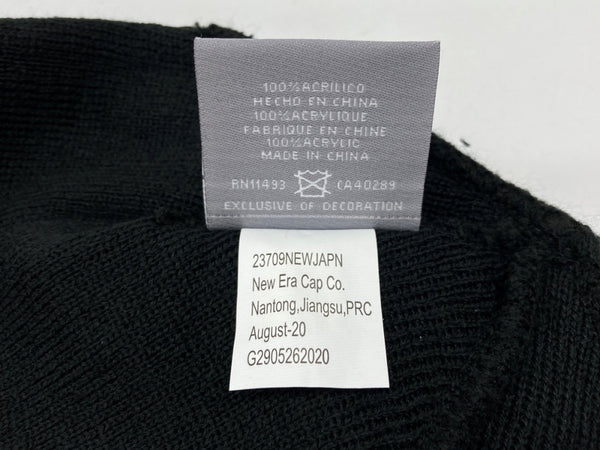 100% ACRILICO
HECHO EN CHINA
100% ACRYLIQUE
FABRIQUE EN CHINE
100% ACRYLIC
MADE IN CHINA
RN11493 CA40289
EXCLUSIVE OF DECORATION
23709NEWJAPN
New Era Cap Co.
Nantong,Jiangsu,PRC
August-20
G2905262020